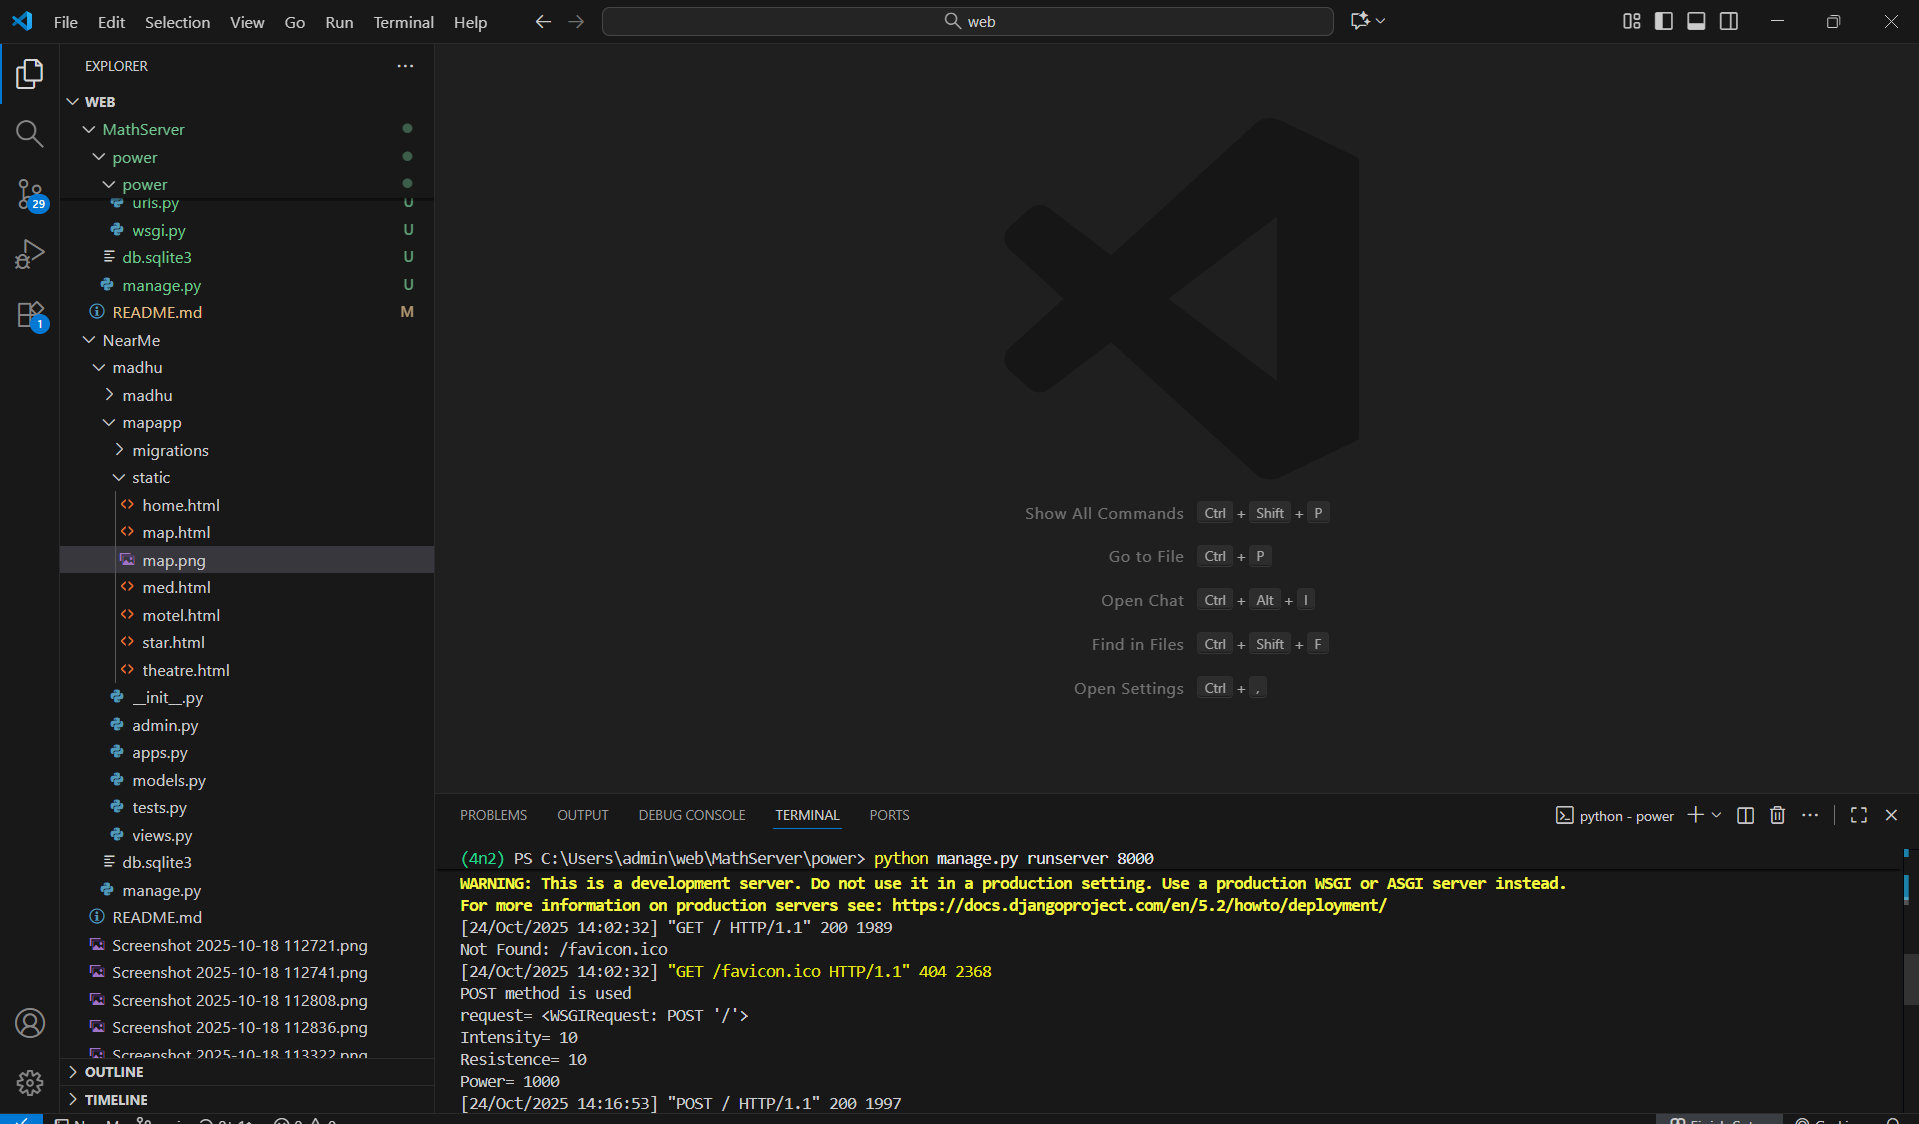 File Edit Selection View Go Run Terminal Help
web
EXPLORER
WEB
MathServer
power
power
urls.py U
wsgi.py U
db.sqlite3 U
manage.py U
README.md M
NearMe
madhu
madhu
mapapp
migrations
static
home.html
map.html
map.png
med.html
motel.html
star.html
theatre.html
__init__.py
admin.py
apps.py
models.py
tests.py
views.py
db.sqlite3
manage.py
README.md
Screenshot 2025-10-18 112721.png
Screenshot 2025-10-18 112741.png
Screenshot 2025-10-18 112808.png
Screenshot 2025-10-18 112836.png
Screenshot 2025-10-18 113322.png
OUTLINE
TIMELINE
29
1
Show All Commands Ctrl + Shift + P
Go to File Ctrl + P
Open Chat Ctrl + Alt + I
Find in Files Ctrl + Shift + F
Open Settings Ctrl + ,
PROBLEMS OUTPUT DEBUG CONSOLE TERMINAL PORTS
python - power
(4n2) PS C:\Users\admin\web\MathServer\power> python manage.py runserver 8000
WARNING: This is a development server. Do not use it in a production setting. Use a production WSGI or ASGI server instead.
For more information on production servers see: https://docs.djangoproject.com/en/5.2/howto/deployment/
[24/Oct/2025 14:02:32] "GET / HTTP/1.1" 200 1989
Not Found: /favicon.ico
[24/Oct/2025 14:02:32] "GET /favicon.ico HTTP/1.1" 404 2368
POST method is used
request= <WSGIRequest: POST '/'>
Intensity= 10
Resistence= 10
Power= 1000
[24/Oct/2025 14:16:53] "POST / HTTP/1.1" 200 1997